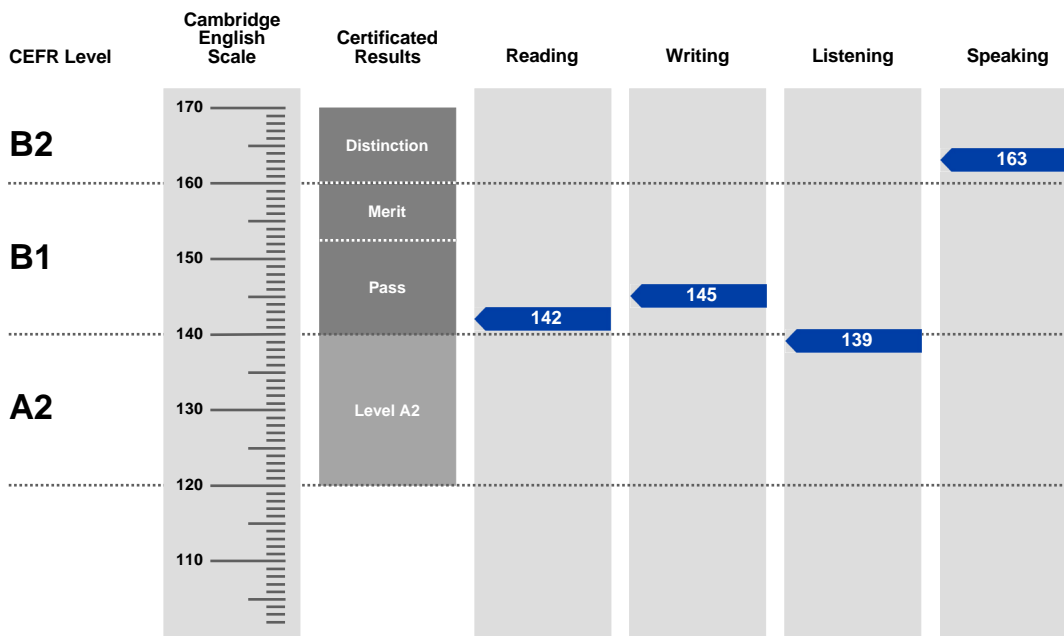 CEFR Level
Cambridge
English
Scale
Certificated
Results
Reading
Writing
Listening
Speaking
170
B2
Distinction
163
160
Merit
B1
150
Pass
145
142
140
139
A2
130
Level A2
120
110